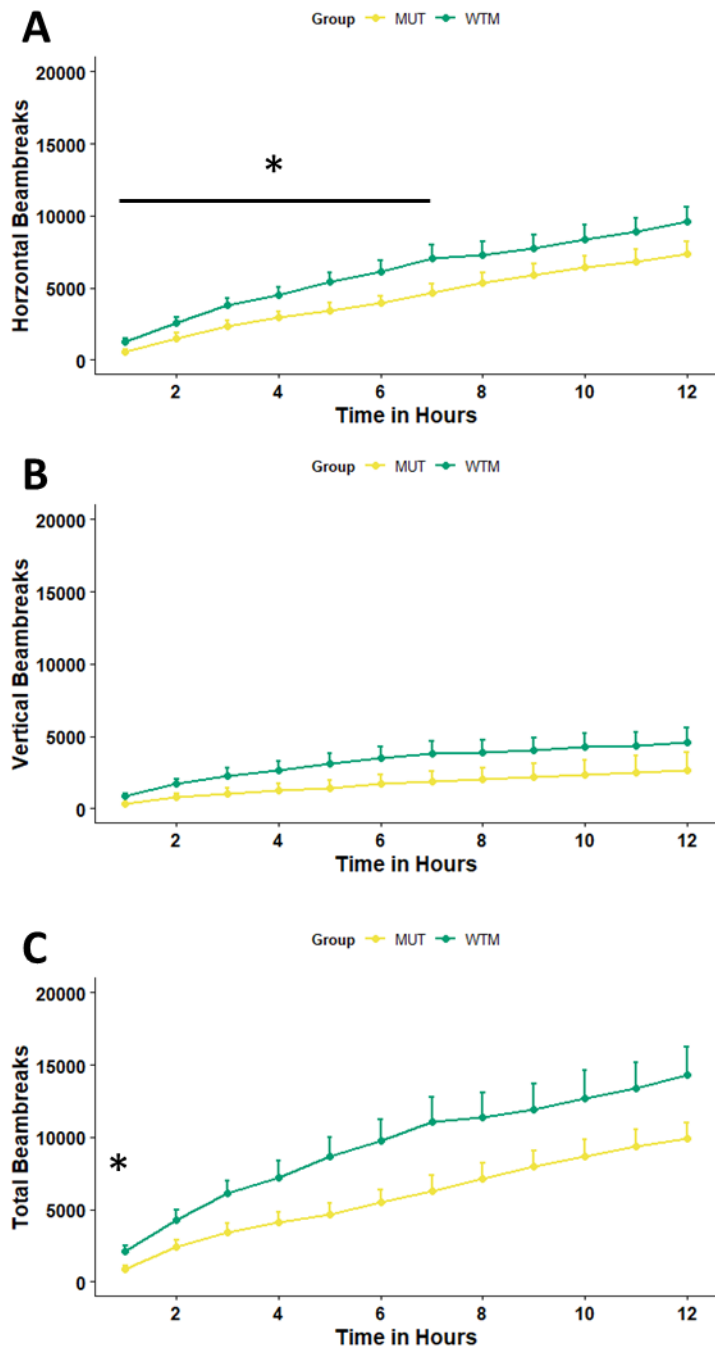 A
Group MUT WTM
20000
15000
10000
5000
0
Horzontal Beambreaks
*
2 4 6 8 10 12
Time in Hours
B
Group MUT WTM
20000
15000
10000
5000
0
Vertical Beambreaks
2 4 6 8 10 12
Time in Hours
C
Group MUT WTM
20000
15000
10000
5000
0
Total Beambreaks
*
2 4 6 8 10 12
Time in Hours